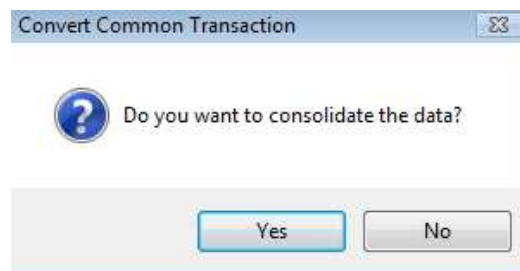 Convert Common Transaction
Do you want to consolidate the data?
Yes
No